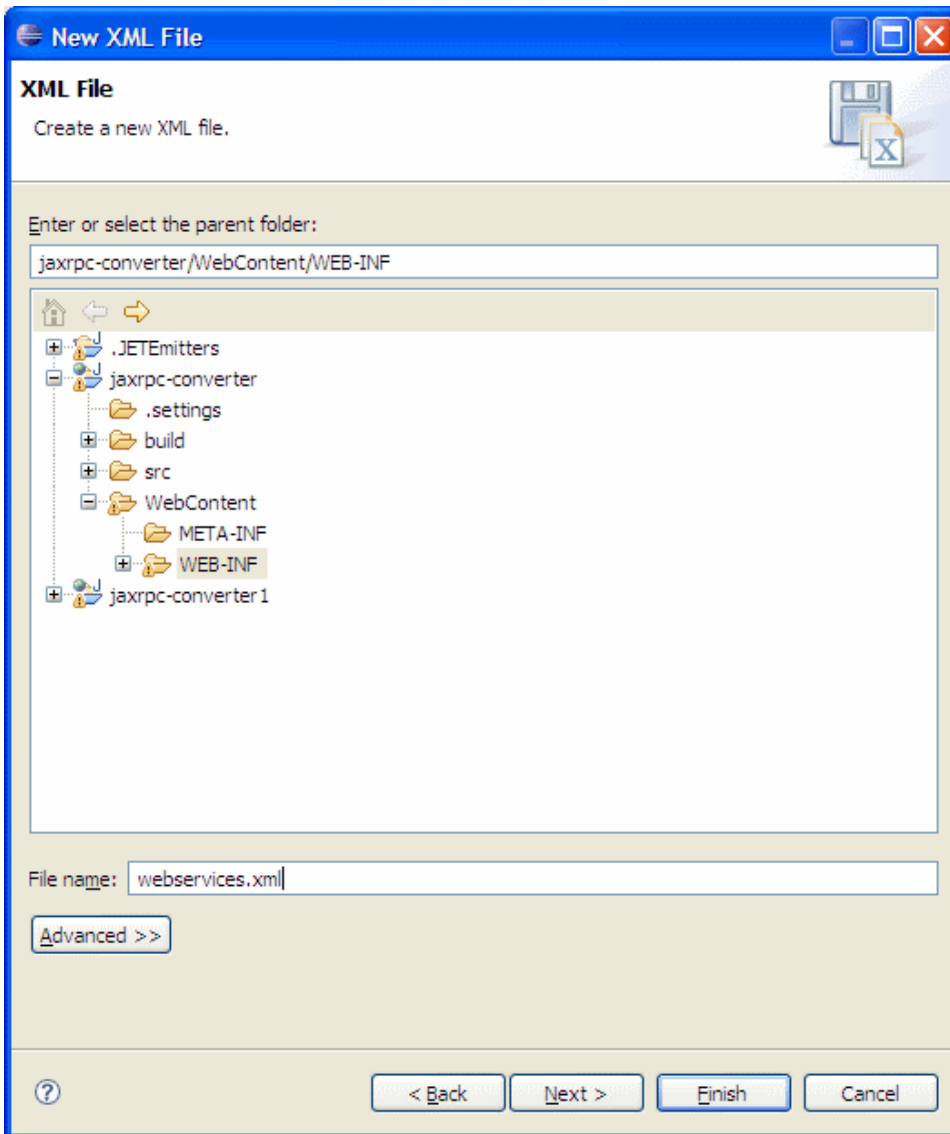 New XML File
XML File
Create a new XML file.
Enter or select the parent folder:
jaxrpc-converter/WebContent/WEB-INF
.JETEmitters
jaxrpc-converter
.settings
build
src
WebContent
META-INF
WEB-INF
jaxrpc-converter1
File name: webservices.xml
Advanced >>
< Back Next > Finish Cancel